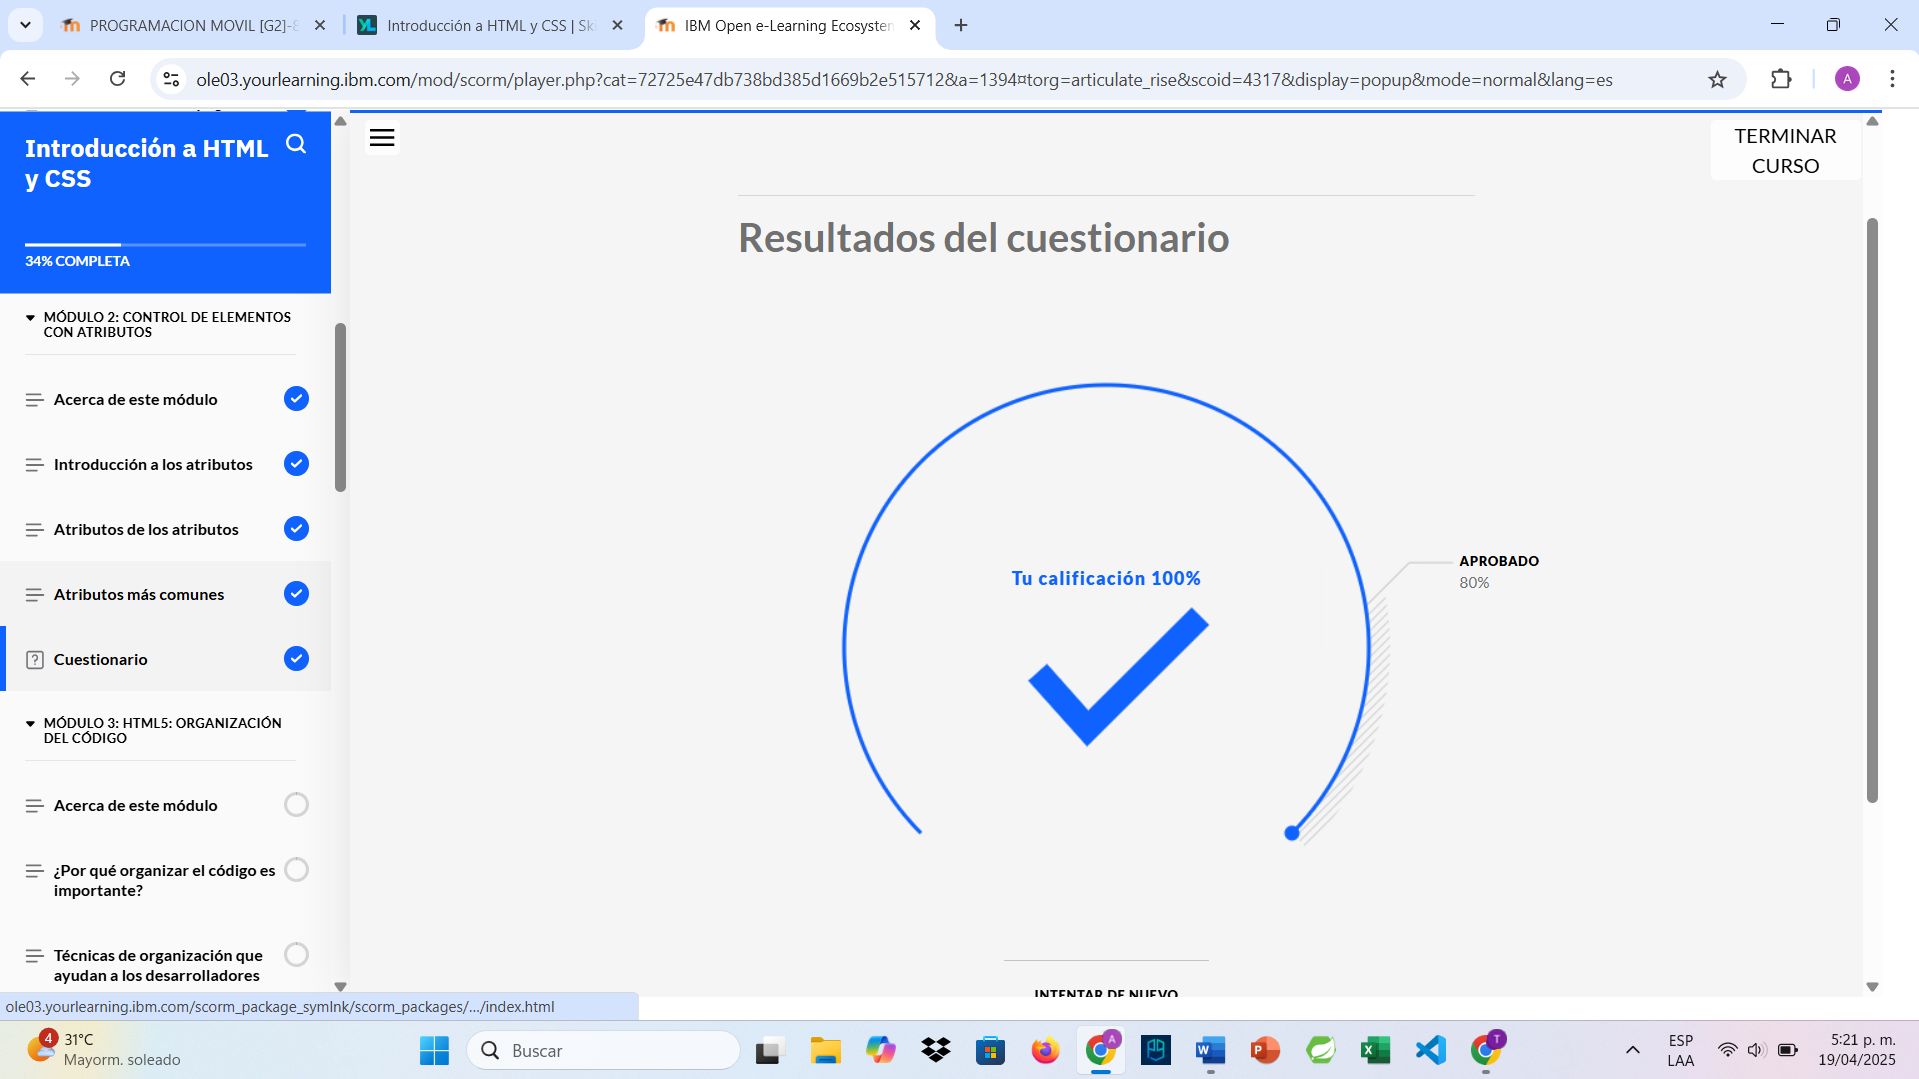 PROGRAMACION MOVIL [G2]-8
Introducción a HTML y CSS | Ski
IBM Open e-Learning Ecosystem
ole03.yourlearning.ibm.com/mod/scorm/player.php?cat=72725e47db738bd385d1669b2e515712&a=1394¤torg=articulate_rise&scoid=4317&display=popup&mode=normal&lang=es
A
Introducción a HTML
y CSS
34% COMPLETA
MÓDULO 2: CONTROL DE ELEMENTOS
CON ATRIBUTOS
Acerca de este módulo
Introducción a los atributos
Atributos de los atributos
Atributos más comunes
Cuestionario
MÓDULO 3: HTML5: ORGANIZACIÓN
DEL CÓDIGO
Acerca de este módulo
¿Por qué organizar el código es
importante?
Técnicas de organización que
ayudan a los desarrolladores
TERMINAR
CURSO
Resultados del cuestionario
Tu calificación 100%
APROBADO
80%
INTENTAR DE NUEVO
ole03.yourlearning.ibm.com/scorm_package_symlnk/scorm_packages/.../index.html
4
31°C
Mayorm. soleado
Buscar
A
T
ESP
LAA
5:21 p. m.
19/04/2025